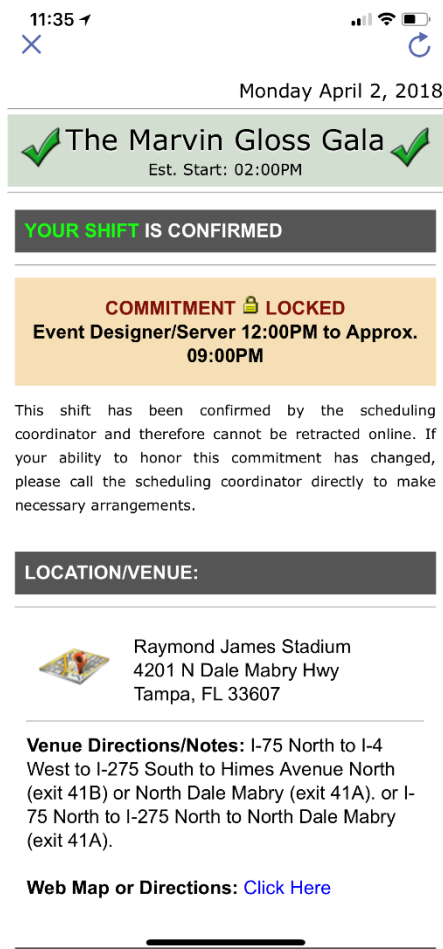 11:35
Monday April 2, 2018
The Marvin Gloss Gala
Est. Start: 02:00PM
YOUR SHIFT IS CONFIRMED
COMMITMENT LOCKED
Event Designer/Server 12:00PM to Approx.
09:00PM
This shift has been confirmed by the scheduling
coordinator and therefore cannot be retracted online. If
your ability to honor this commitment has changed,
please call the scheduling coordinator directly to make
necessary arrangements.
LOCATION/VENUE:
Raymond James Stadium
4201 N Dale Mabry Hwy
Tampa, FL 33607
Venue Directions/Notes: I-75 North to I-4
West to I-275 South to Himes Avenue North
(exit 41B) or North Dale Mabry (exit 41A). or I-
75 North to I-275 North to North Dale Mabry
(exit 41A).
Web Map or Directions: Click Here